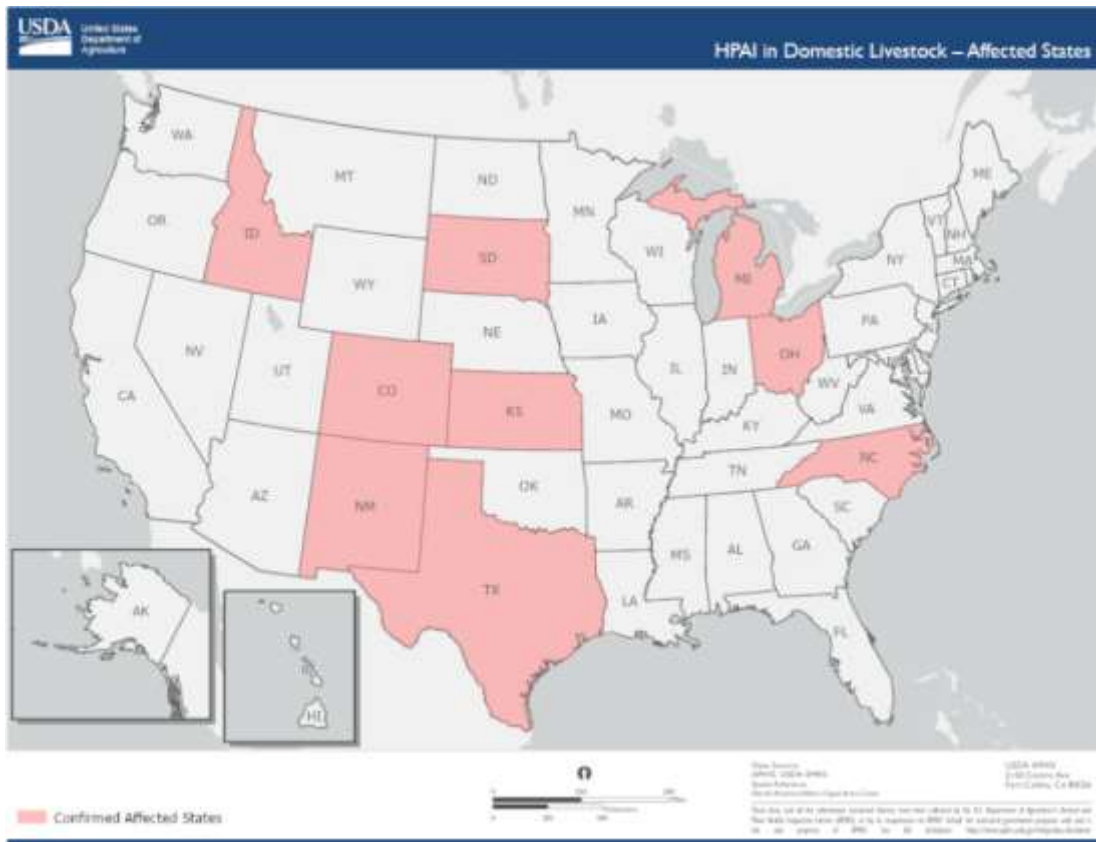 USDA
United States
Department of
Agriculture
HPAI in Domestic Livestock – Affected States
WA
MT
ND
MN
ME
OR
ID
SD
WI
MI
VT
NH
NY
MA
CT
WY
IA
PA
NE
NV
UT
CO
IL
IN
OH
WV
VA
CA
KS
MO
KY
NC
TN
AZ
NM
OK
AR
SC
MS
AL
GA
TX
LA
FL
AK
HI
Confirmed Affected States